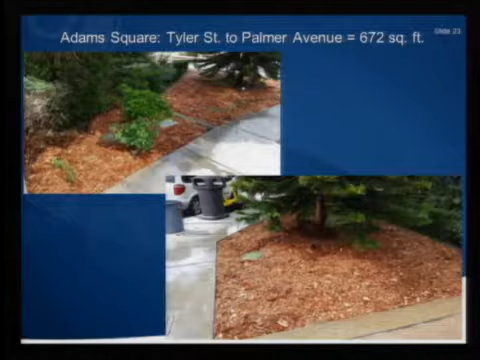 Adams Square: Tyler St. to Palmer Avenue = 672 sq. ft.
Slide 23